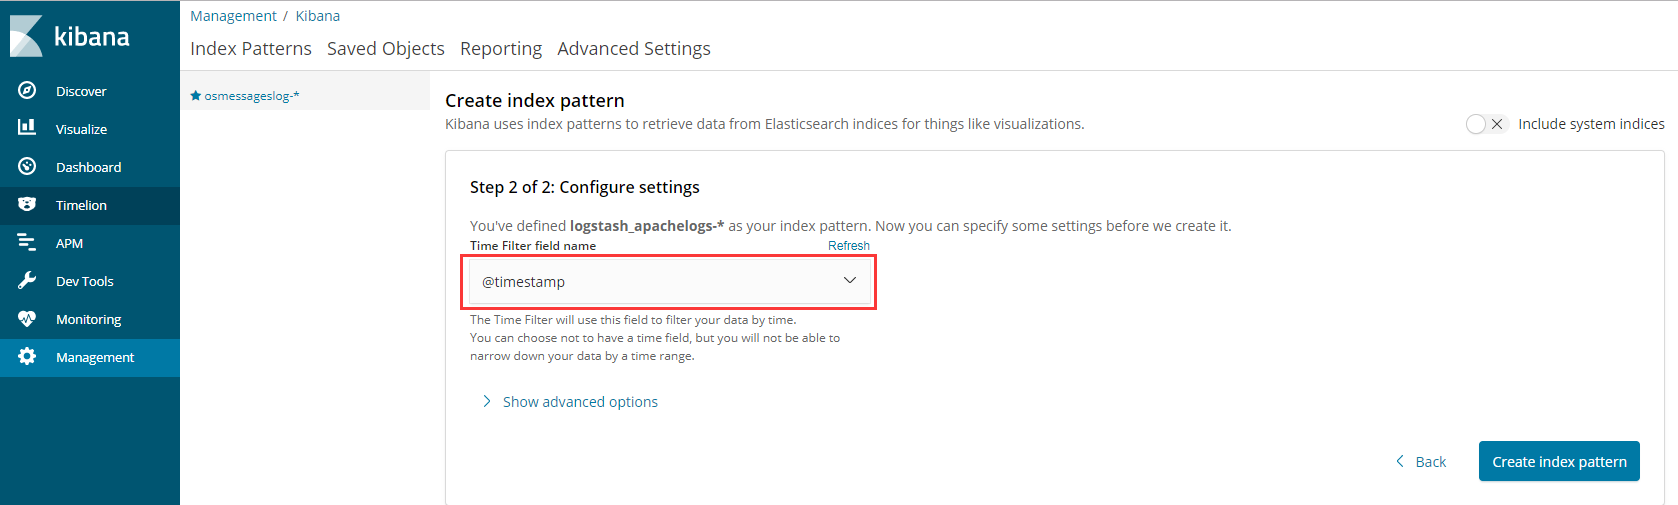 kibana
Discover
Visualize
Dashboard
Timelion
APM
Dev Tools
Monitoring
Management
Management / Kibana
Index Patterns Saved Objects Reporting Advanced Settings
osmessageslog-*
Create index pattern
Kibana uses index patterns to retrieve data from Elasticsearch indices for things like visualizations.
Include system indices
Step 2 of 2: Configure settings
You've defined logstash_apachelogs-* as your index pattern. Now you can specify some settings before we create it.
Time Filter field name Refresh
@timestamp
The Time Filter will use this field to filter your data by time.
You can choose not to have a time field, but you will not be able to
narrow down your data by a time range.
Show advanced options
Back Create index pattern